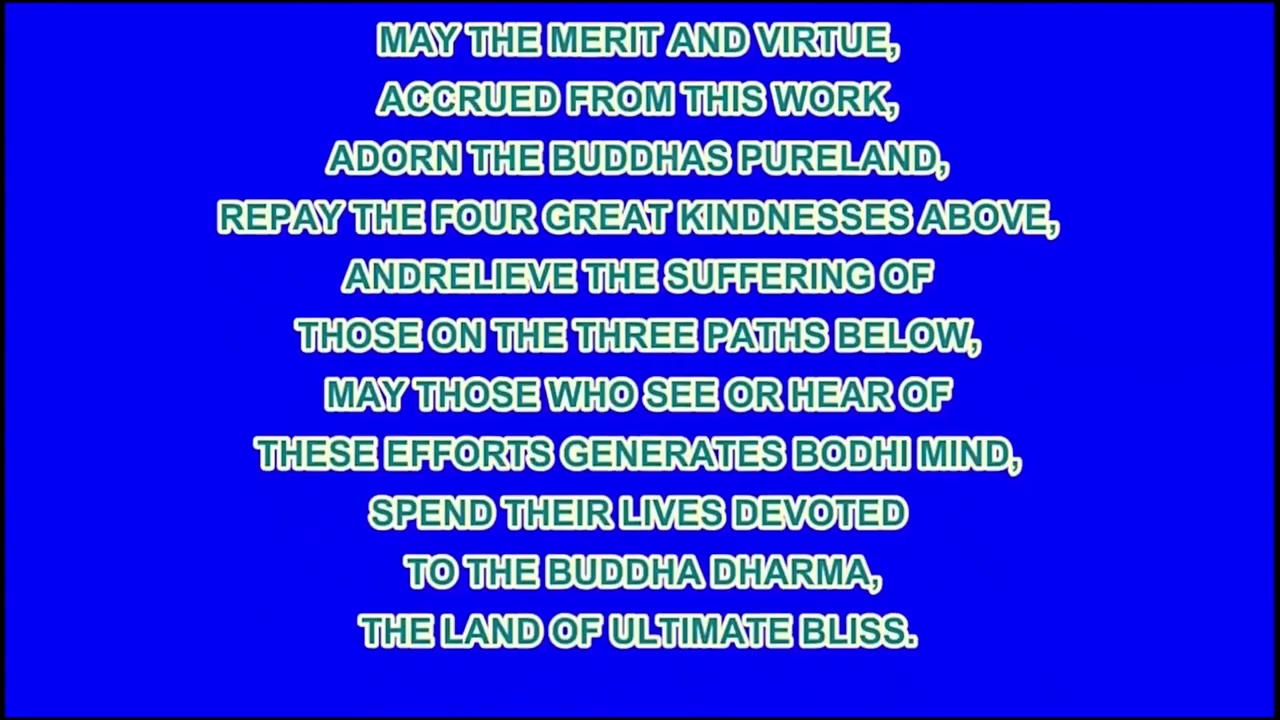 MAY THE MERIT AND VIRTUE,
ACCRUED FROM THIS WORK,
ADORN THE BUDDHAS PURELAND,
REPAY THE FOUR GREAT KINDNESSES ABOVE,
ANDRELIEVE THE SUFFERING OF
THOSE ON THE THREE PATHS BELOW,
MAY THOSE WHO SEE OR HEAR OF
THESE EFFORTS GENERATES BODHI MIND,
SPEND THEIR LIVES DEVOTED
TO THE BUDDHA DHARMA,
THE LAND OF ULTIMATE BLISS.